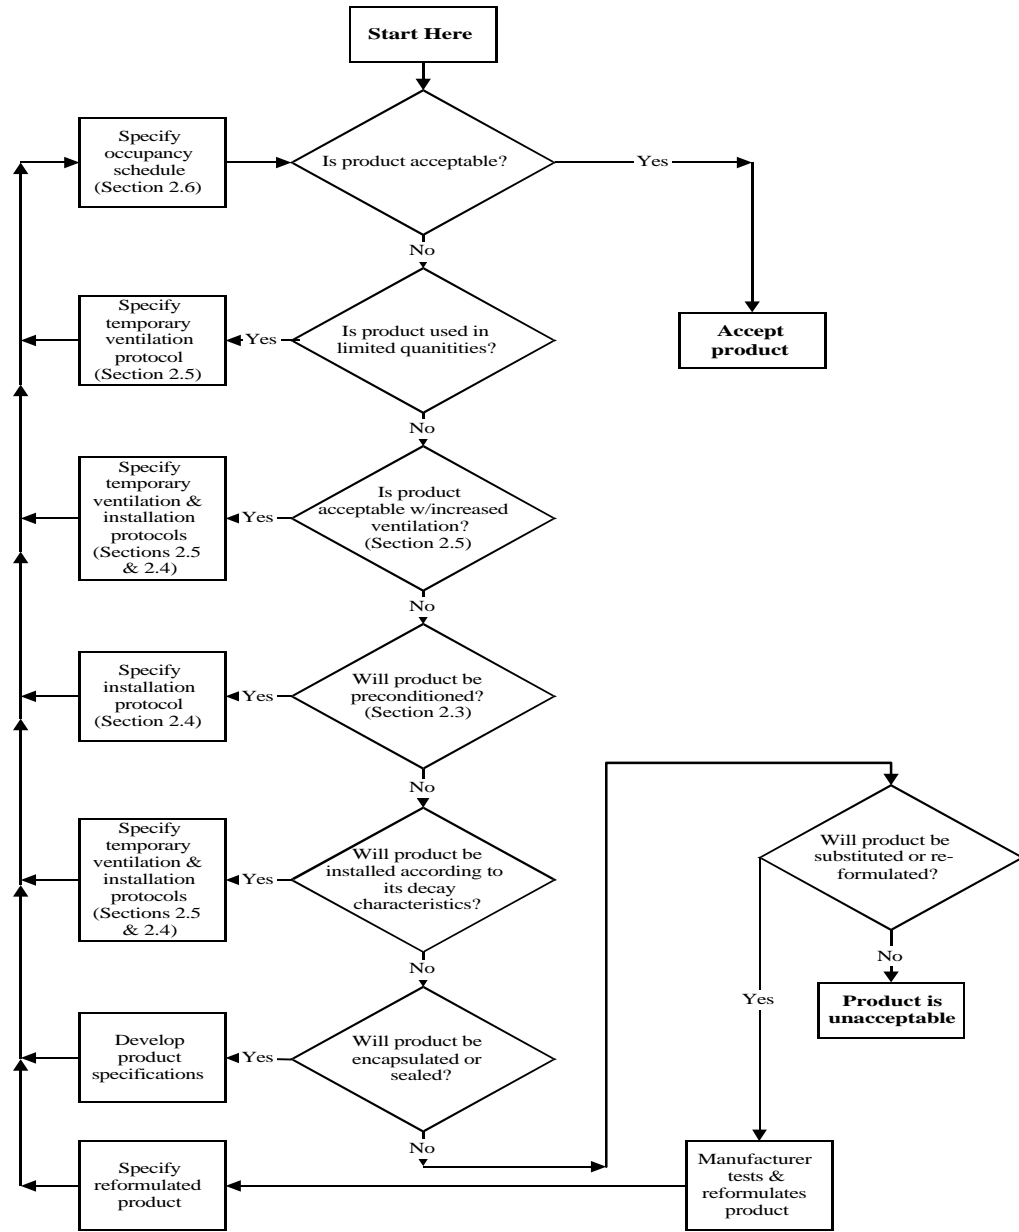 Start Here
Specify
occupancy
schedule
(Section 2.6)
Is product acceptable?
Yes
No
Specify
temporary
ventilation
protocol
(Section 2.5)
Yes
Is product used in
limited quanitities?
Accept
product
No
Specify
temporary
ventilation &
installation
protocols
(Sections 2.5
& 2.4)
Yes
Is product
acceptable w/increased
ventilation?
(Section 2.5)
No
Specify
installation
protocol
(Section 2.4)
Yes
Will product be
preconditioned?
(Section 2.3)
No
Specify
temporary
ventilation &
installation
protocols
(Sections 2.5
& 2.4)
Yes
Will product be
installed according to
its decay
characteristics?
Will product be
substituted or re-
formulated?
No
No
Yes
Product is
unacceptable
Develop
product
specifications
Yes
Will product be
encapsulated or
sealed?
No
Specify
reformulated
product
Manufacturer
tests &
reformulates
product